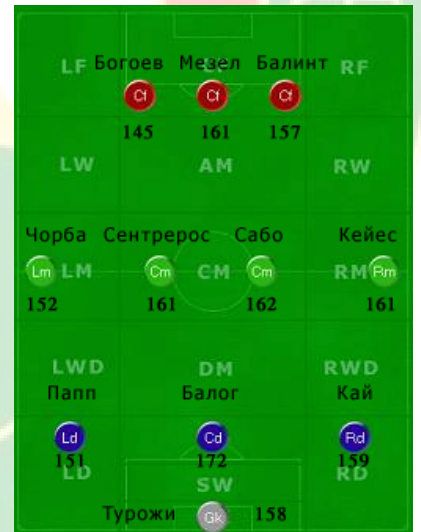 LF Богоев Мезел Балинт RF
Cf Cf Cf
145 161 157
LW AM RW
Чорба Сентрерос Сабо Кейес
Lm LM Cm CM Cm RM Rm
152 161 162 161
LWD DM RWD
Папп Балог Кай
Ld Cd Rd
151 172 159
LD SW RD
Турожи Gk 158